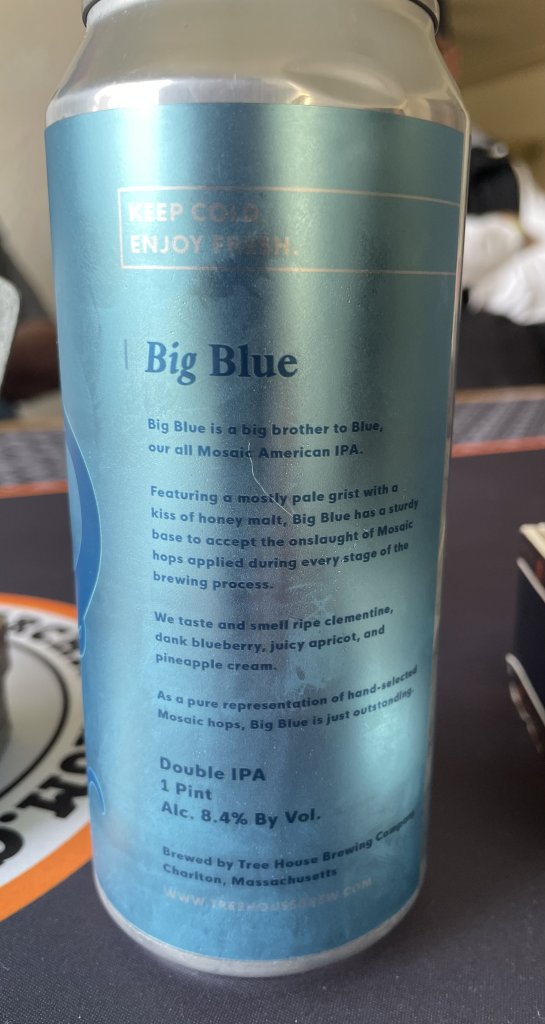 KEEP COLD.
ENJOY FRESH.
Big Blue
Big Blue is a big brother to Blue,
our all Mosaic American IPA.
Featuring a mostly pale grist with a
kiss of honey malt, Big Blue has a sturdy
base to accept the onslaught of Mosaic
hops applied during every stage of the
brewing process.
We taste and smell ripe clementine,
dank blueberry, juicy apricot, and
pineapple cream.
As a pure representation of hand-selected
Mosaic hops, Big Blue is just outstanding.
Double IPA
1 Pint
Alc. 8.4% By Vol.
Brewed by Tree House Brewing Company
Charlton, Massachusetts
WWW.TREEHOUSEBREW.COM